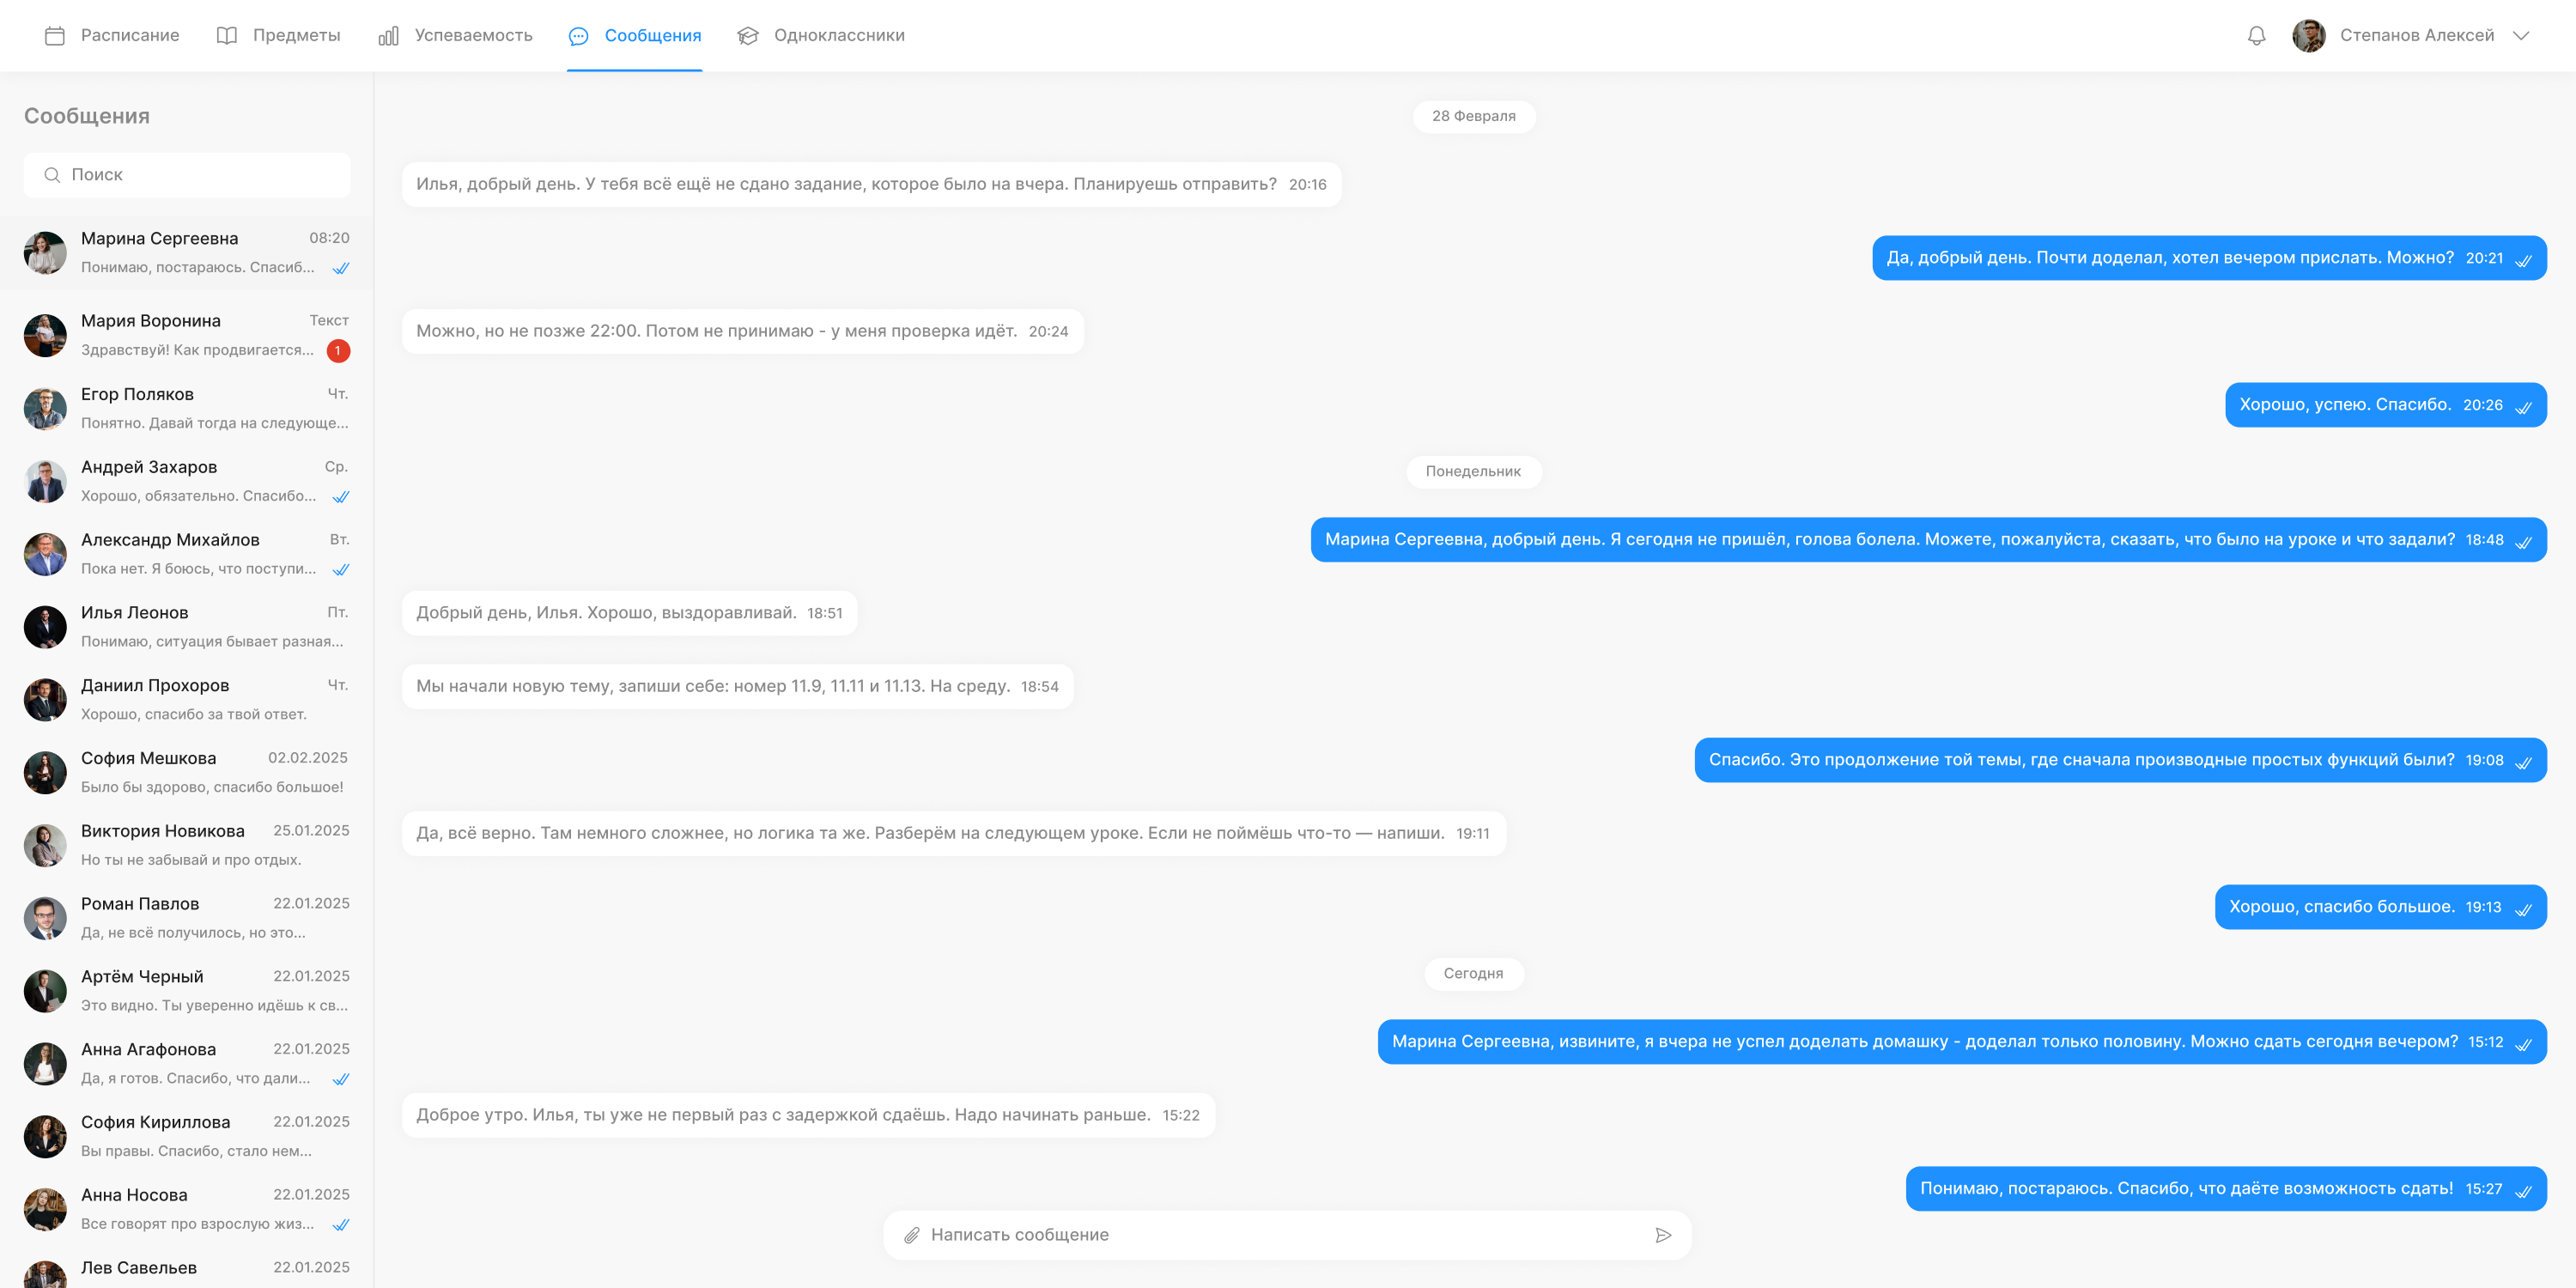 Расписание
Предметы
Успеваемость
Сообщения
Одноклассники
Степанов Алексей
Сообщения
Поиск
Марина Сергеевна 08:20
Понимаю, постараюсь. Спасиб...
Мария Воронина Текст
Здравствуй! Как продвигается... 1
Егор Поляков Чт.
Понятно. Давай тогда на следующе...
Андрей Захаров Ср.
Хорошо, обязательно. Спасибо...
Александр Михайлов Вт.
Пока нет. Я боюсь, что поступи...
Илья Леонов Пт.
Понимаю, ситуация бывает разная...
Даниил Прохоров Чт.
Хорошо, спасибо за твой ответ.
София Мешкова 02.02.2025
Было бы здорово, спасибо большое!
Виктория Новикова 25.01.2025
Но ты не забывай и про отдых.
Роман Павлов 22.01.2025
Да, не всё получилось, но это...
Артём Черный 22.01.2025
Это видно. Ты уверенно идёшь к св...
Анна Агафонова 22.01.2025
Да, я готов. Спасибо, что дали...
София Кириллова 22.01.2025
Вы правы. Спасибо, стало нем...
Анна Носова 22.01.2025
Все говорят про взрослую жиз...
Лев Савельев 22.01.2025
28 Февраля
Илья, добрый день. У тебя всё ещё не сдано задание, которое было на вчера. Планируешь отправить? 20:16
Да, добрый день. Почти доделал, хотел вечером прислать. Можно? 20:21
Можно, но не позже 22:00. Потом не принимаю - у меня проверка идёт. 20:24
Хорошо, успею. Спасибо. 20:26
Понедельник
Марина Сергеевна, добрый день. Я сегодня не пришёл, голова болела. Можете, пожалуйста, сказать, что было на уроке и что задали? 18:48
Добрый день, Илья. Хорошо, выздоравливай. 18:51
Мы начали новую тему, запиши себе: номер 11.9, 11.11 и 11.13. На среду. 18:54
Спасибо. Это продолжение той темы, где сначала производные простых функций были? 19:08
Да, всё верно. Там немного сложнее, но логика та же. Разберём на следующем уроке. Если не поймёшь что-то — напиши. 19:11
Хорошо, спасибо большое. 19:13
Сегодня
Марина Сергеевна, извините, я вчера не успел доделать домашку - доделал только половину. Можно сдать сегодня вечером? 15:12
Доброе утро. Илья, ты уже не первый раз с задержкой сдаёшь. Надо начинать раньше. 15:22
Понимаю, постараюсь. Спасибо, что даёте возможность сдать! 15:27
Написать сообщение